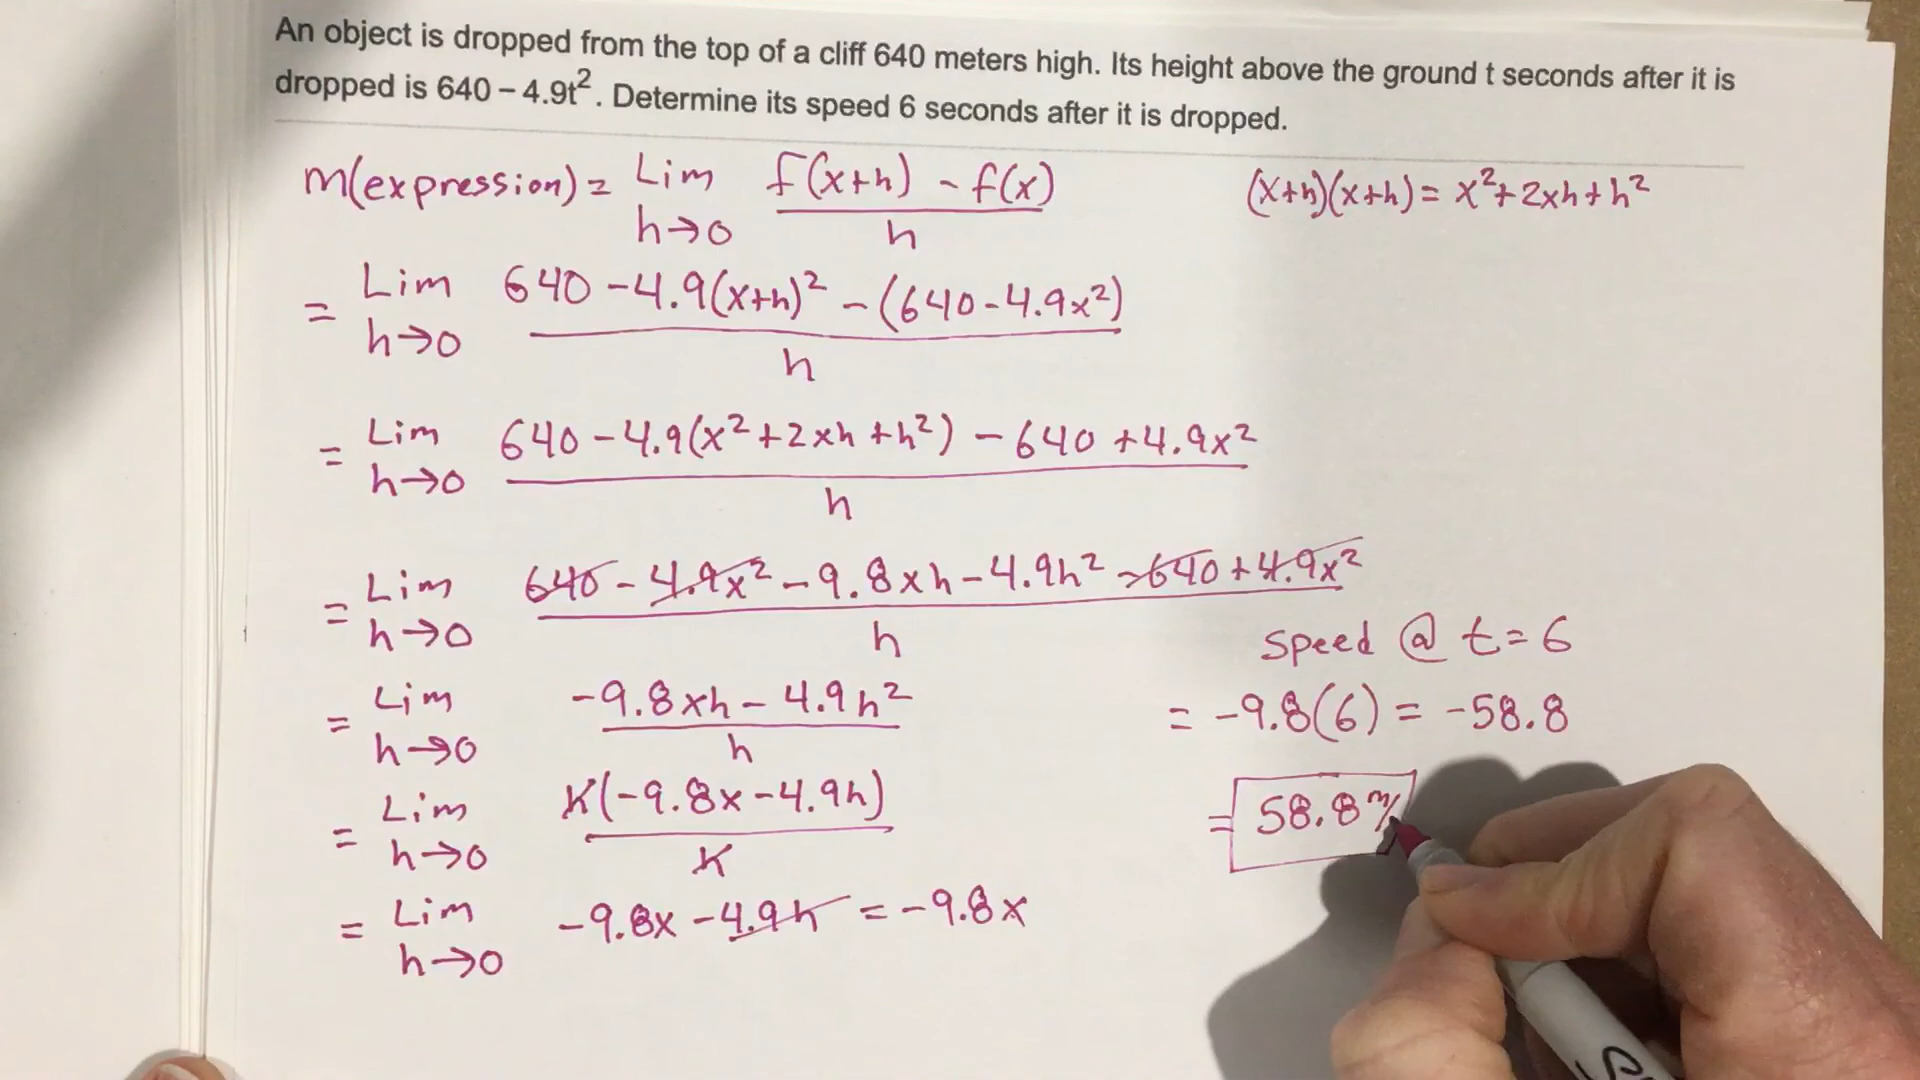 An object is dropped from the top of a cliff 640 meters high. Its height above the ground t seconds after it is
dropped is 640 – 4.9t². Determine its speed 6 seconds after it is dropped.
m(expression) = Lim h→0 f(x+h) - f(x) / h
(x+h)(x+h) = x²+2xh+h²
= Lim h→0 640 -4.9(x+h)² - (640-4.9x²) / h
= Lim h→0 640 -4.9(x²+2xh+h²) - 640 +4.9x² / h
= Lim h→0 640 - 4.9x² - 9.8xh - 4.9h² - 640 + 4.9x² / h
= Lim h→0 -9.8xh - 4.9h² / h
= Lim h→0 h(-9.8x - 4.9h) / h
= Lim h→0 -9.8x - 4.9h = -9.8x
Speed @ t = 6
= -9.8(6) = -58.8
= 58.8 m/